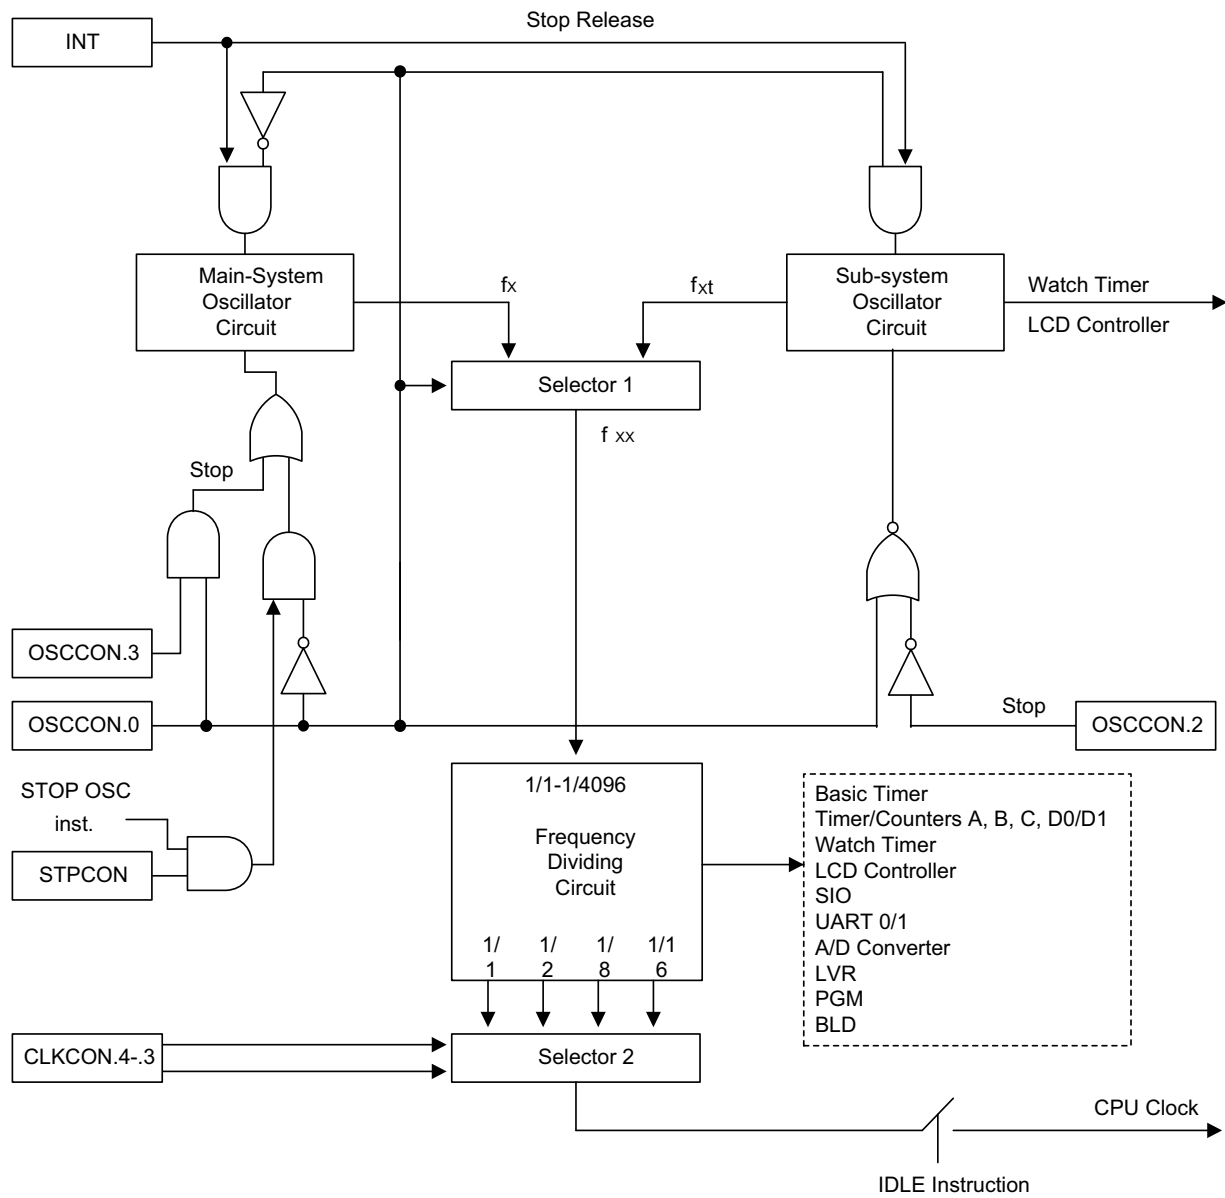 Stop Release
INT
Main-System
Oscillator
Circuit
fx
fxt
Sub-system
Oscillator
Circuit
Watch Timer
LCD Controller
Selector 1
f xx
Stop
OSCCON.3
OSCCON.0
Stop
OSCCON.2
STOP OSC
inst.
STPCON
1/1-1/4096
Frequency
Dividing
Circuit
1/ 1/ 1/ 1/1
1 2 8 6
Basic Timer
Timer/Counters A, B, C, D0/D1
Watch Timer
LCD Controller
SIO
UART 0/1
A/D Converter
LVR
PGM
BLD
CLKCON.4-.3
Selector 2
CPU Clock
IDLE Instruction